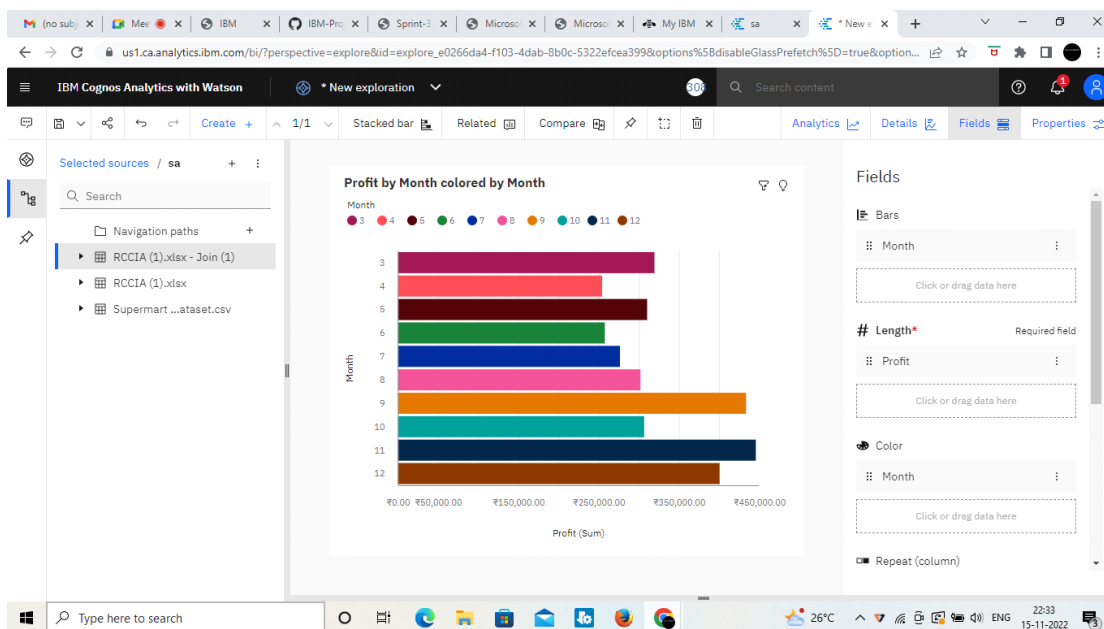 (no subj
Mee
IBM
IBM-Pro
Sprint-3
Microsof
Microsof
My IBM
sa
* New e
us1.ca.analytics.ibm.com/bi/?perspective=explore&id=explore_e0266da4-f103-4dab-8b0c-5322efcea399&options%5BdisableGlassPrefetch%5D=true&option...
IBM Cognos Analytics with Watson
* New exploration
308
Search content
1
Create +
1/1
Stacked bar
Related
Compare
Analytics
Details
Fields
Properties
Selected sources / sa
Search
Navigation paths
RCCIA (1).xlsx - Join (1)
RCCIA (1).xlsx
Supermart ...ataset.csv
Profit by Month colored by Month
Month
3 4 5 6 7 8 9 10 11 12
Month
3
4
5
6
7
8
9
10
11
12
₹0.00 ₹50,000.00 ₹150,000.00 ₹250,000.00 ₹350,000.00 ₹450,000.00
Profit (Sum)
Fields
Bars
Month
Click or drag data here
# Length* Required field
Profit
Click or drag data here
Color
Month
Click or drag data here
Repeat (column)
Type here to search
26°C
ENG
22:33
15-11-2022
3